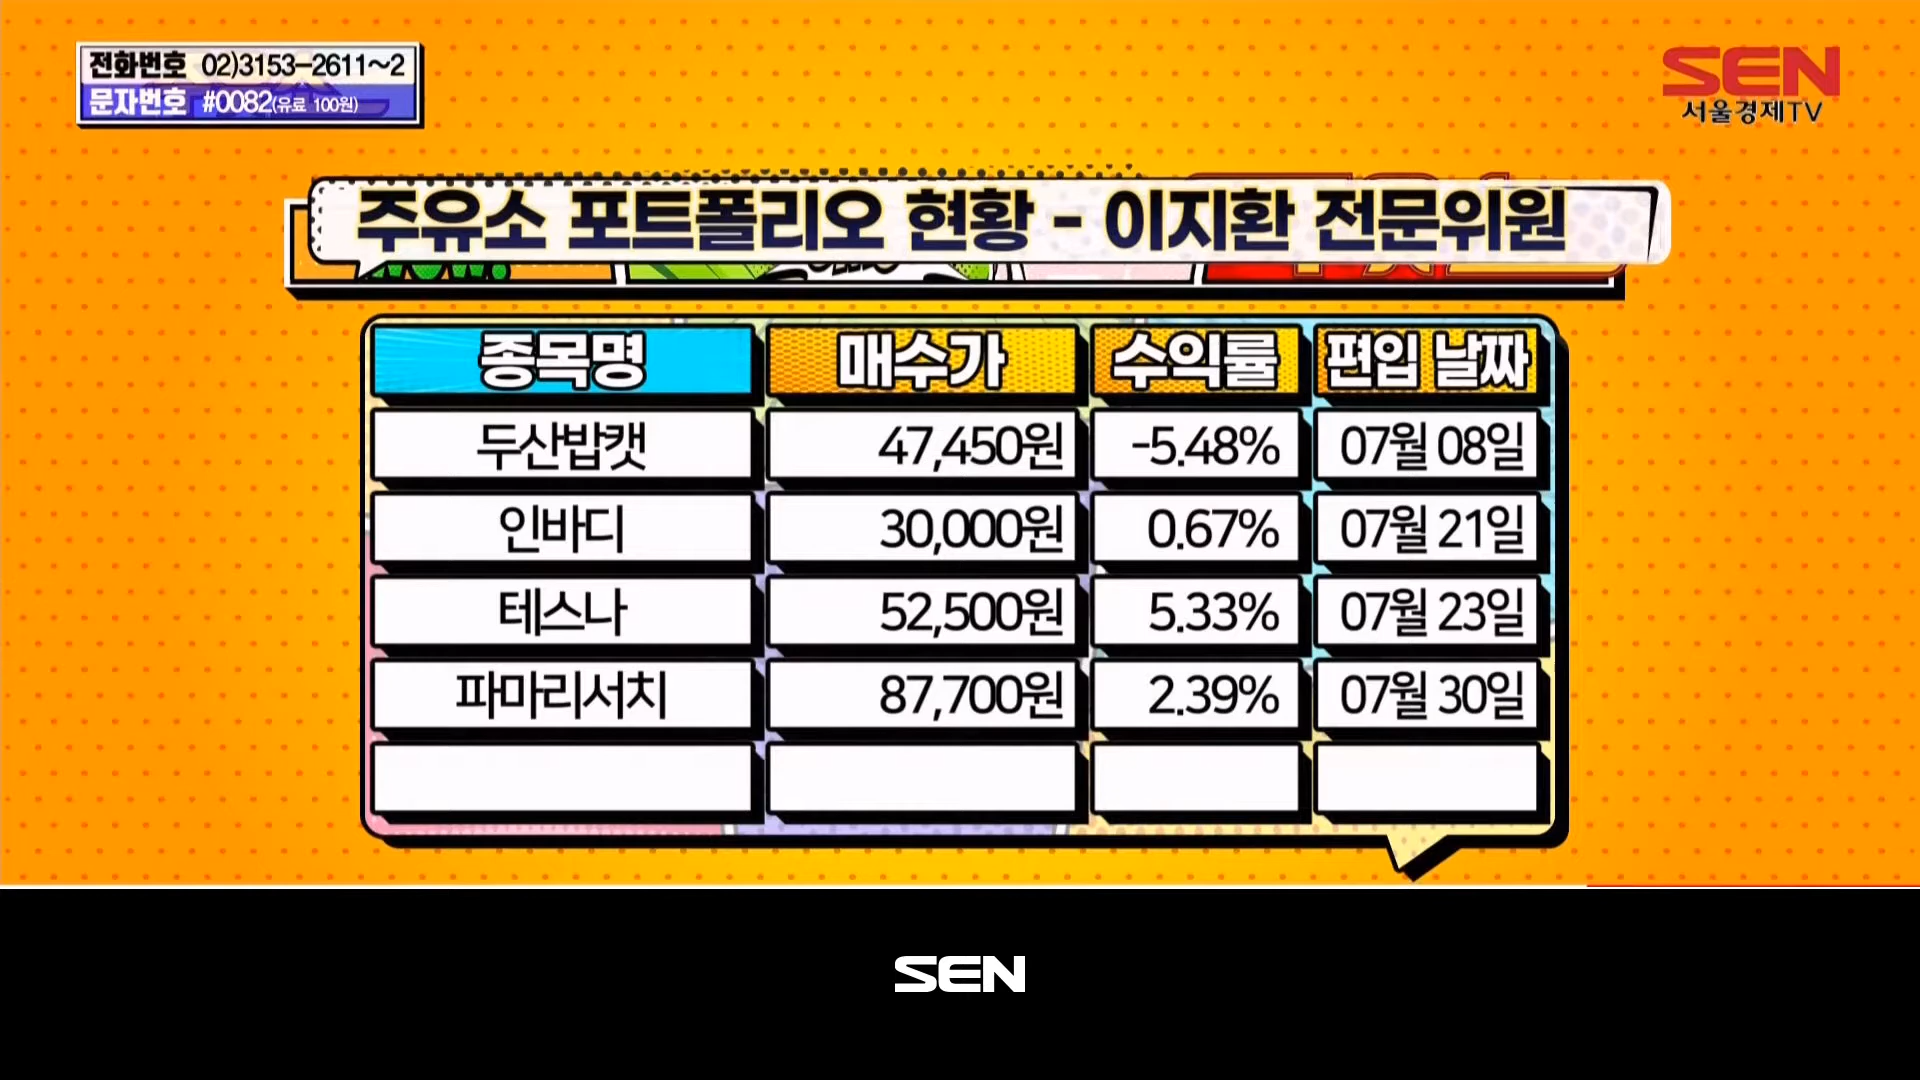 전화번호 02)3153-2611~2
문자번호 #0082(유료 100원)
SEN
서울경제TV
주유소 포트폴리오 현황 - 이지환 전문위원
종목명 매수가 수익률 편입 날짜
두산밥캣 47,450원 -5.48% 07월 08일
인바디 30,000원 0.67% 07월 21일
테스나 52,500원 5.33% 07월 23일
파마리서치 87,700원 2.39% 07월 30일
SEN